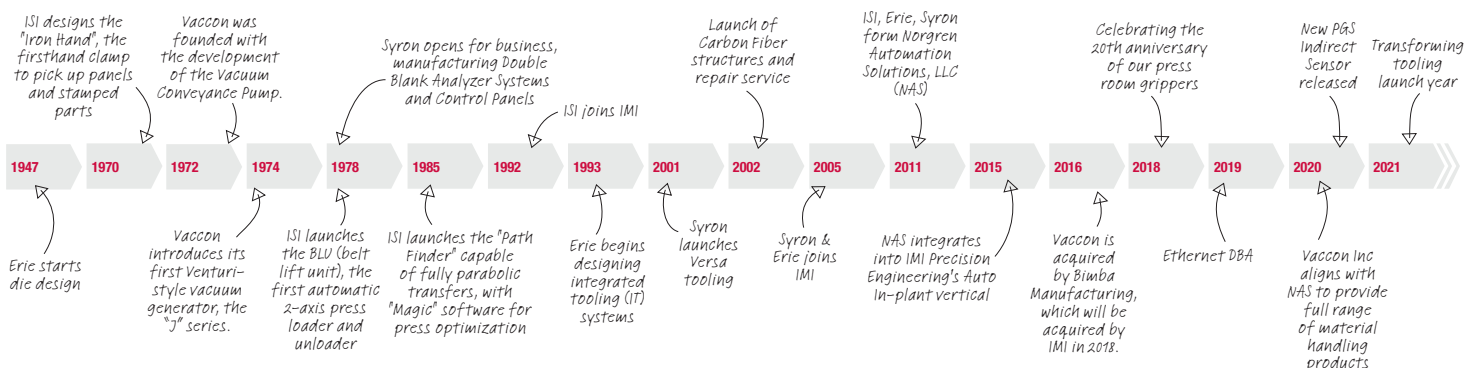 ISI designs the
"Iron Hand", the
firsthand clamp
to pick up panels
and stamped
parts
Vaccon was
founded with
the development
of the Vacuum
Conveyance Pump.
Syron opens for business,
manufacturing Double
Blank Analyzer Systems
and Control Panels
ISI joins IMI
Launch of
Carbon Fiber
structures and
repair service
ISI, Erie, Syron
form Norgren
Automation
Solutions, LLC
(NAS)
Celebrating the
20th anniversary
of our press
room grippers
New PGS
Indirect
Sensor
released
Transforming
tooling
launch year
1947
1970
1972
1974
1978
1985
1992
1993
2001
2002
2005
2011
2015
2016
2018
2019
2020
2021
Erie starts
die design
Vaccon
introduces its
first Venturi-
style vacuum
generator, the
"J" series.
ISI launches
the BLU (belt
lift unit), the
first automatic
2-axis press
loader and
unloader
ISI launches the "Path
Finder" capable
of fully parabolic
transfers, with
"Magic" software for
press optimization
Erie begins
designing
integrated
tooling (IT)
systems
Syron
launches
Versa
tooling
Syron &
Erie joins
IMI
NAS integrates
into IMI Precision
Engineering's Auto
In-plant vertical
Vaccon is
acquired
by Bimba
Manufacturing,
which will be
acquired by
IMI in 2018.
Ethernet DBA
Vaccon Inc
aligns with
NAS to provide
full range
of material
handling
products